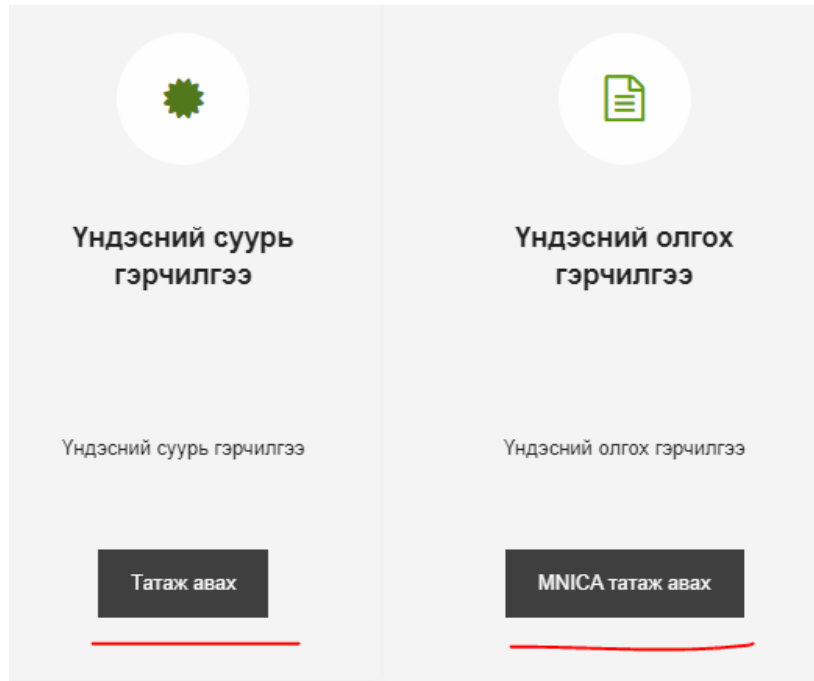 Үндэсний суурь
гэрчилгээ
Үндэсний суурь гэрчилгээ
Татаж авах
Үндэсний олгох
гэрчилгээ
Үндэсний олгох гэрчилгээ
MNICA татаж авах